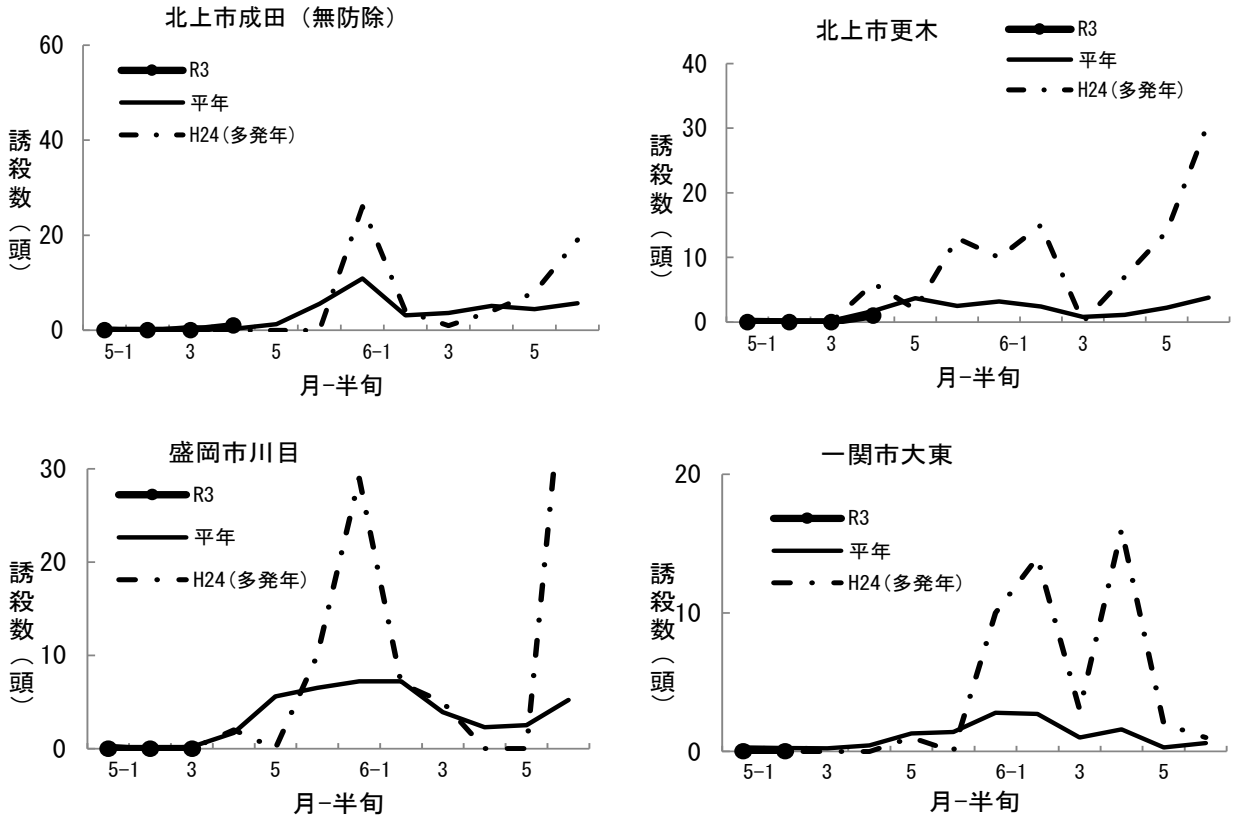 北上市成田（無防除）
60
40
20
0
誘殺数（頭）
R3
平年
H24(多発年)
5-1
3
5
6-1
3
5
月-半旬
北上市更木
40
30
20
10
0
誘殺数（頭）
R3
平年
H24(多発年)
5-1
3
5
6-1
3
5
月-半旬
盛岡市川目
30
20
10
0
誘殺数（頭）
R3
平年
H24(多発年)
5-1
3
5
6-1
3
5
月-半旬
一関市大東
20
10
0
誘殺数（頭）
R3
平年
H24(多発年)
5-1
3
5
6-1
3
5
月-半旬